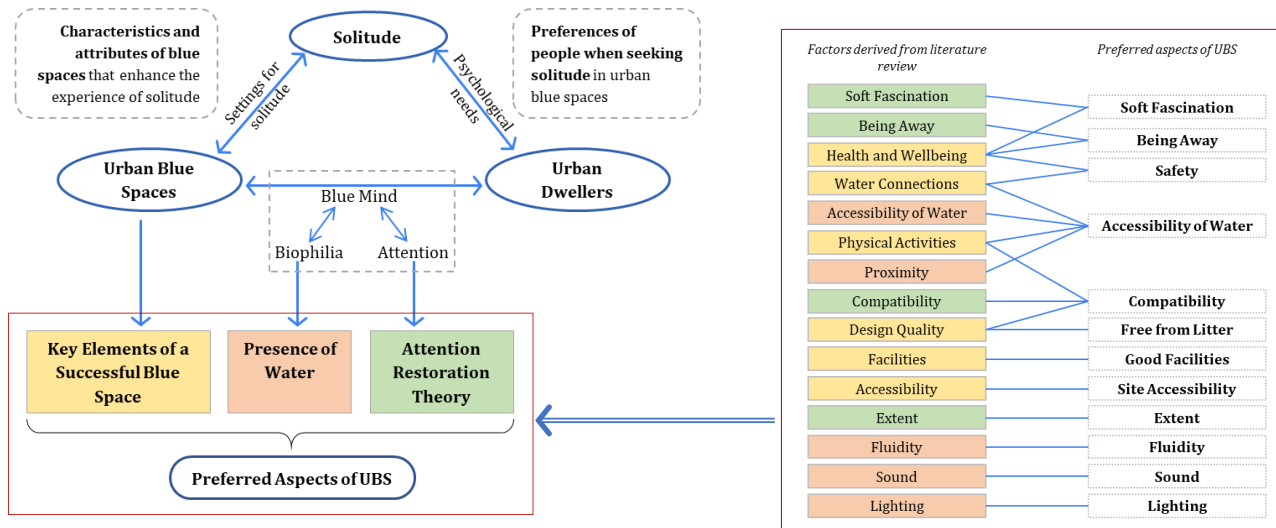 Characteristics and
attributes of blue
spaces that enhance the
experience of solitude
Solitude
Preferences of
people when seeking
solitude in urban
blue spaces
Settings for
solitude
Psychological
needs
Urban Blue
Spaces
Urban
Dwellers
Blue Mind
Biophilia
Attention
Key Elements of a
Successful Blue
Space
Presence of
Water
Attention
Restoration
Theory
Preferred Aspects of UBS
Factors derived from literature
review
Preferred aspects of UBS
Soft Fascination
Being Away
Health and Wellbeing
Water Connections
Accessibility of Water
Physical Activities
Proximity
Compatibility
Design Quality
Facilities
Accessibility
Extent
Fluidity
Sound
Lighting
Soft Fascination
Being Away
Safety
Accessibility of Water
Compatibility
Free from Litter
Good Facilities
Site Accessibility
Extent
Fluidity
Sound
Lighting